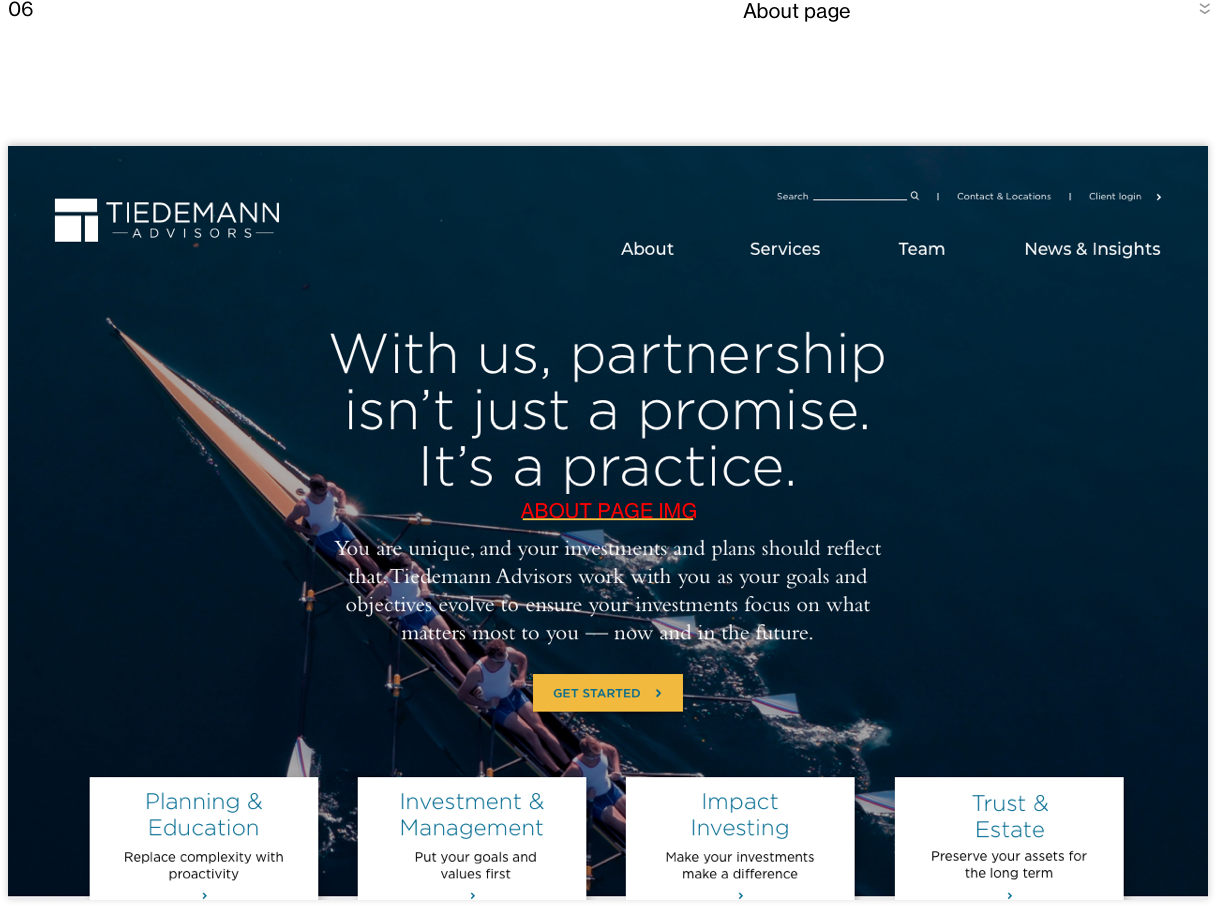 06
About page
TIEDEMANN
ADVISORS
Search
Contact & Locations
Client login
About
Services
Team
News & Insights
With us, partnership
isn’t just a promise.
It’s a practice.
ABOUT PAGE IMG
You are unique, and your investments and plans should reflect
that. Tiedemann Advisors work with you as your goals and
objectives evolve to ensure your investments focus on what
matters most to you — now and in the future.
GET STARTED
Planning &
Education
Replace complexity with
proactivity
Investment &
Management
Put your goals and
values first
Impact
Investing
Make your investments
make a difference
Trust &
Estate
Preserve your assets for
the long term